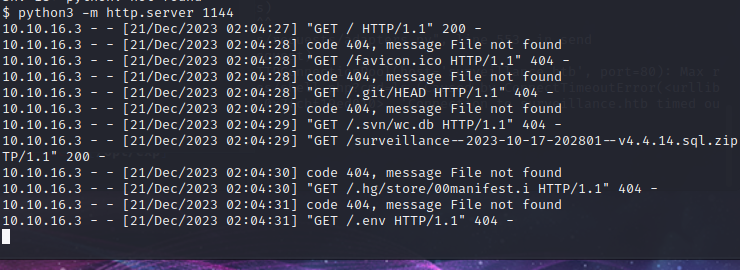 $ python3 -m http.server 1144
10.10.16.3 - - [21/Dec/2023 02:04:27] "GET / HTTP/1.1" 200 -
10.10.16.3 - - [21/Dec/2023 02:04:28] code 404, message File not found
10.10.16.3 - - [21/Dec/2023 02:04:28] "GET /favicon.ico HTTP/1.1" 404 -
10.10.16.3 - - [21/Dec/2023 02:04:28] code 404, message File not found
10.10.16.3 - - [21/Dec/2023 02:04:28] "GET /.git/HEAD HTTP/1.1" 404 -
10.10.16.3 - - [21/Dec/2023 02:04:29] code 404, message File not found
10.10.16.3 - - [21/Dec/2023 02:04:29] "GET /.svn/wc.db HTTP/1.1" 404 -
10.10.16.3 - - [21/Dec/2023 02:04:29] "GET /surveillance--2023-10-17-202801--v4.4.14.sql.zip
TP/1.1" 200 -
10.10.16.3 - - [21/Dec/2023 02:04:30] code 404, message File not found
10.10.16.3 - - [21/Dec/2023 02:04:30] "GET /.hg/store/00manifest.i HTTP/1.1" 404 -
10.10.16.3 - - [21/Dec/2023 02:04:31] code 404, message File not found
10.10.16.3 - - [21/Dec/2023 02:04:31] "GET /.env HTTP/1.1" 404 -